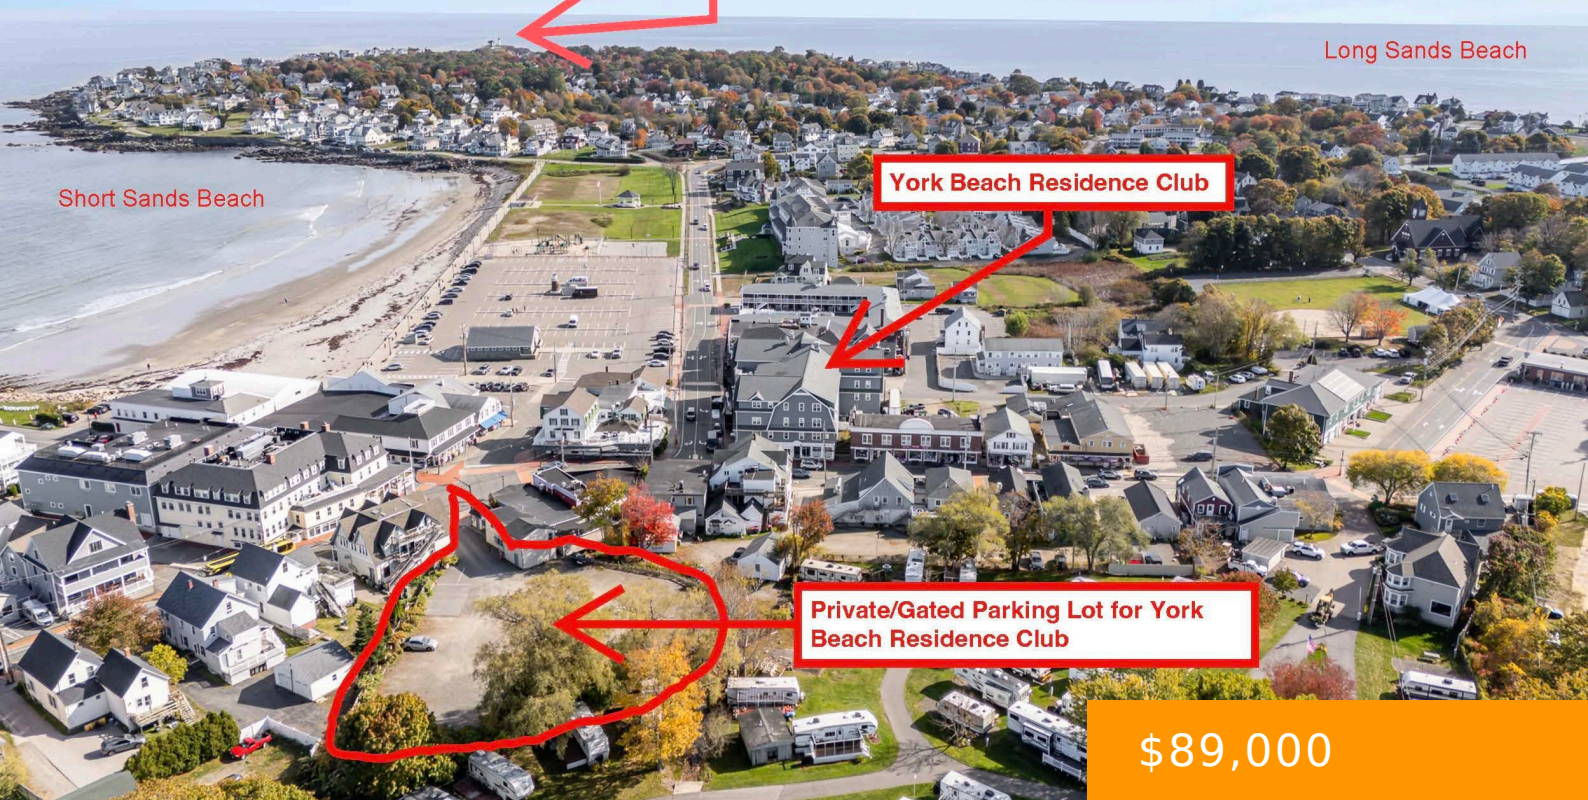 Long Sands Beach
York Beach Residence Club
Short Sands Beach
Private/Gated Parking Lot for York
Beach Residence Club
$89,000